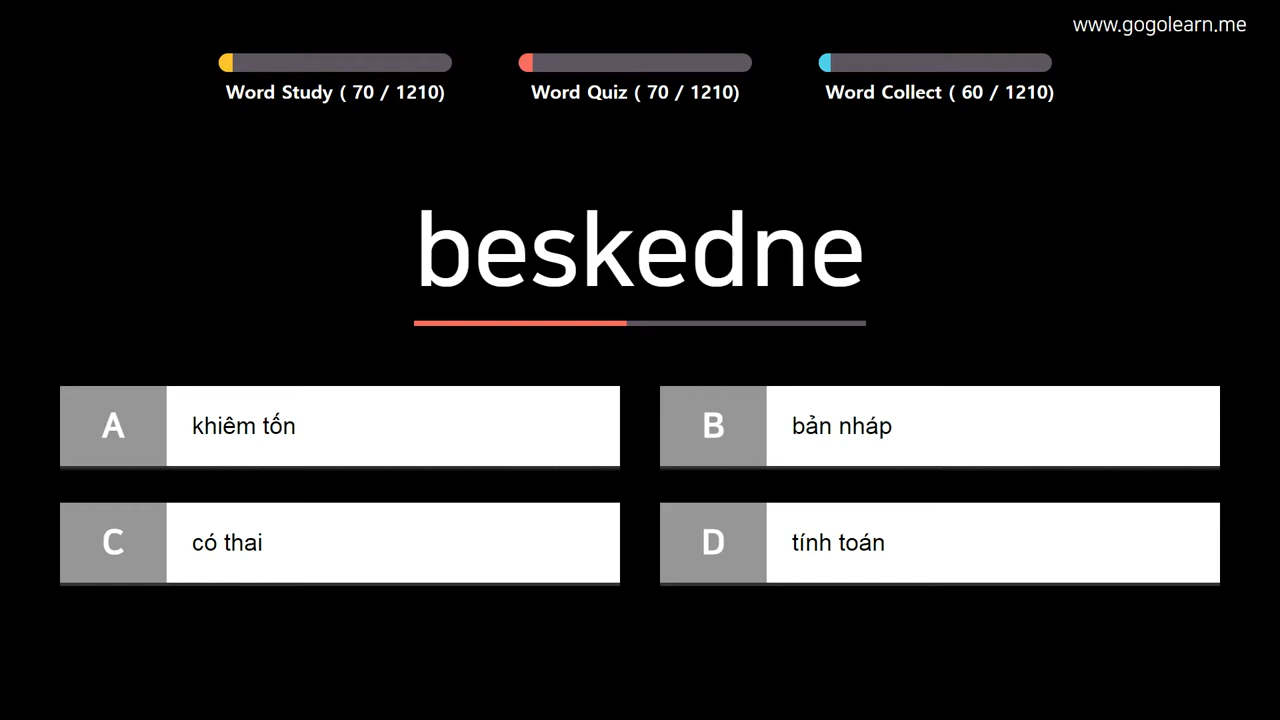 www.gogolearn.me
Word Study ( 70 / 1210)
Word Quiz ( 70 / 1210)
Word Collect ( 60 / 1210)
beskedne
A khiêm tốn
B bản nháp
C có thai
D tính toán